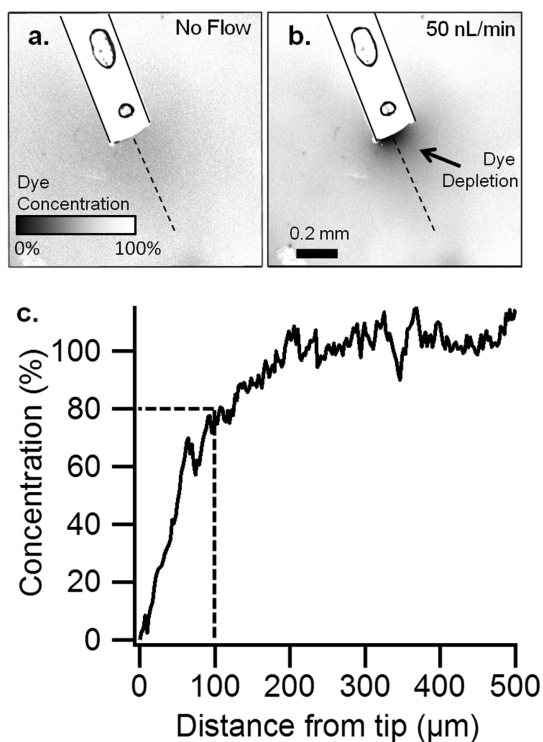 a.
No Flow
Dye
Concentration
0%
100%
b.
50 nL/min
Dye
Depletion
0.2 mm
c.
Concentration (%)
100
80
60
40
20
0
0 100 200 300 400 500
Distance from tip (µm)